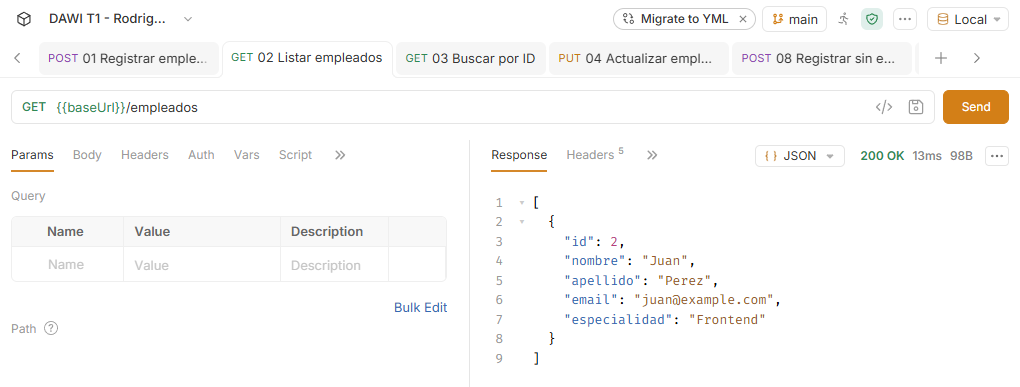 DAWI T1 - Rodrig... Migrate to YML main Local
POST 01 Registrar emple... GET 02 Listar empleados GET 03 Buscar por ID PUT 04 Actualizar empl... POST 08 Registrar sin e...
GET {{baseUrl}}/empleados </> Send
Params Body Headers Auth Vars Script
Response Headers 5 { } JSON 200 OK 13ms 98B
Query
Name Value Description
Name Value Description
Bulk Edit
Path ?
1 [
2 {
3 "id": 2,
4 "nombre": "Juan",
5 "apellido": "Perez",
6 "email": "juan@example.com",
7 "especialidad": "Frontend"
8 }
9 ]